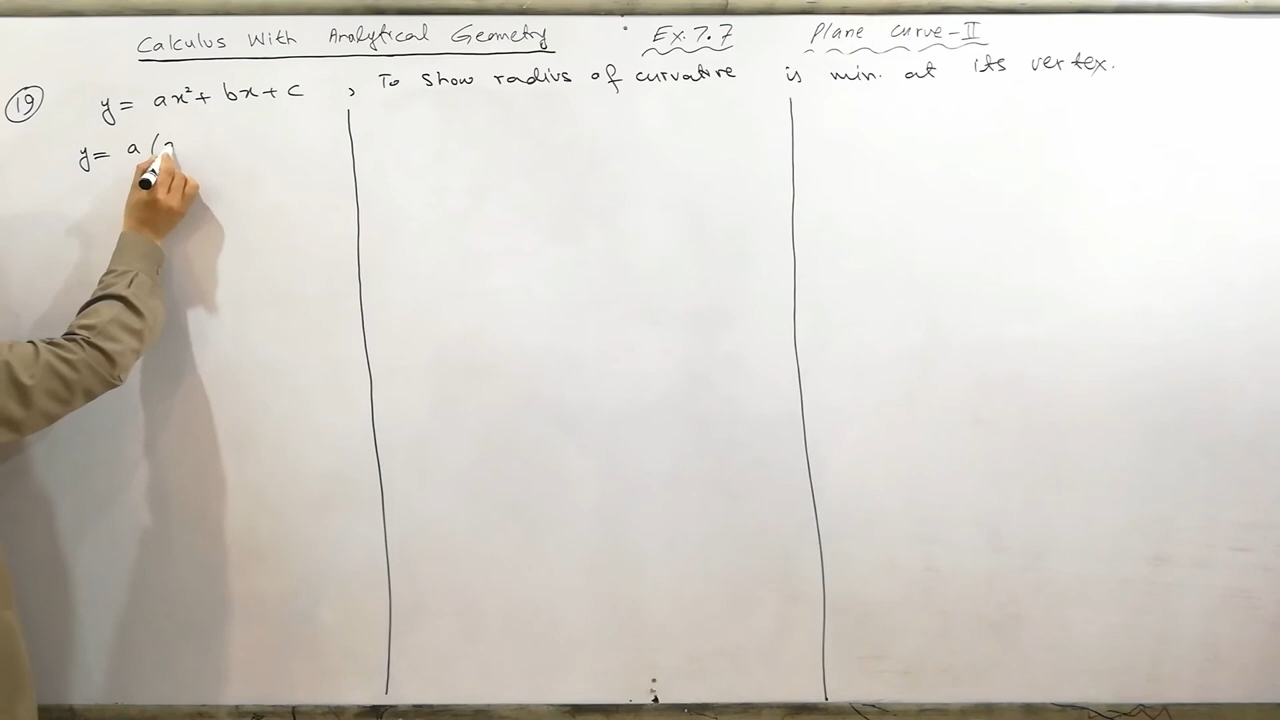 Calculus With Analytical Geometry Ex.7.7 Plane curve-II
(19) y = ax² + bx + c , To show radius of curvature is min. at its vertex.
y = a (